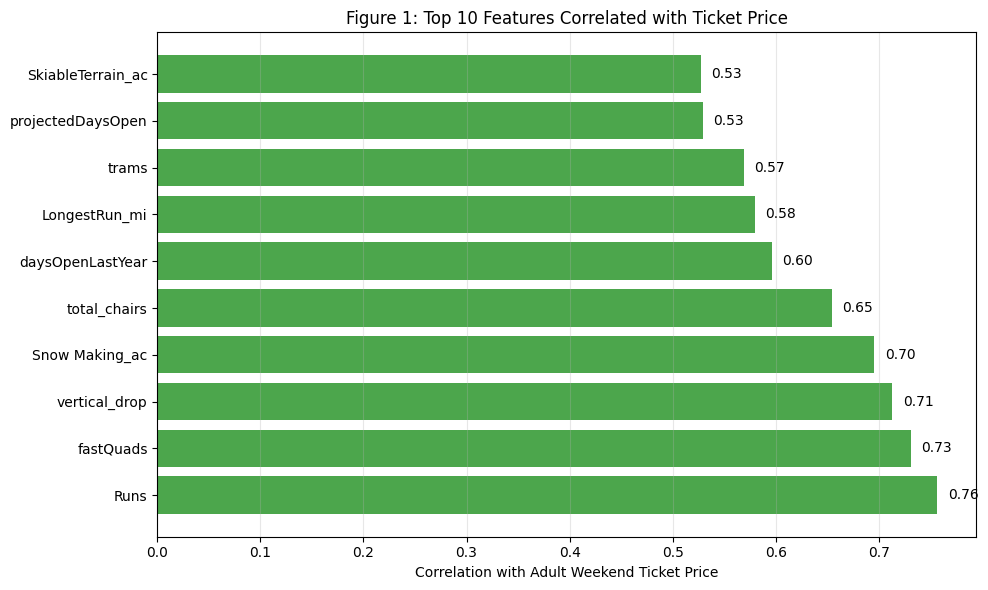 Figure 1: Top 10 Features Correlated with Ticket Price
SkiableTerrain_ac 0.53
projectedDaysOpen 0.53
trams 0.57
LongestRun_mi 0.58
daysOpenLastYear 0.60
total_chairs 0.65
Snow Making_ac 0.70
vertical_drop 0.71
fastQuads 0.73
Runs 0.76
0.0 0.1 0.2 0.3 0.4 0.5 0.6 0.7
Correlation with Adult Weekend Ticket Price